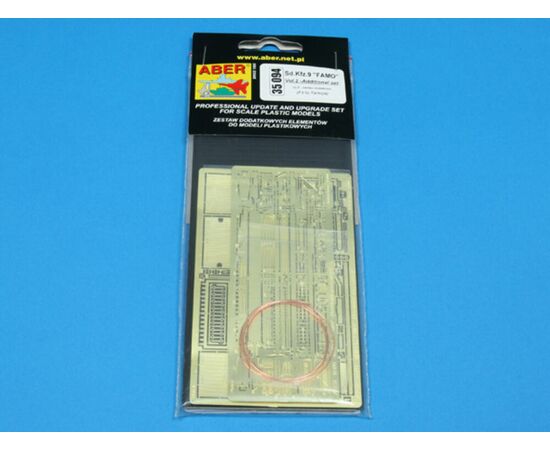 www.aber.net.pl
ABER
35 094
Sd.Kfz.9 "FAMO"
Vol.2 -Additional set
PROFESSIONAL UPDATE AND UPGRADE SET
FOR SCALE PLASTIC MODELS
ZESTAW DODATKOWYCH ELEMENTÓW
DO MODELI PLASTIKOWYCH